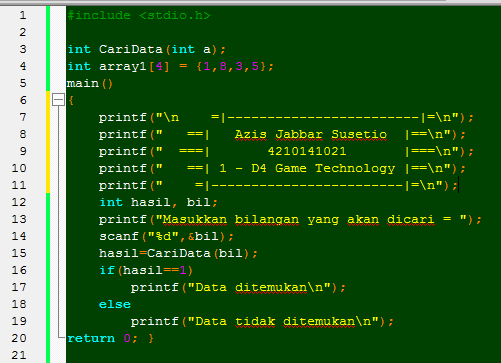 1 #include <stdio.h>
2
3 int CariData(int a);
4 int array1[4] = {1,8,3,5};
5 main()
6 {
7     printf("\n    =|------------------------|=\n");
8     printf("   ==|   Azis Jabbar Susetio  |==\n");
9     printf("  ===|       4210141021       |===\n");
10     printf("   ==| 1 - D4 Game Technology |==\n");
11     printf("    =|------------------------|=\n");
12     int hasil, bil;
13     printf("Masukkan bilangan yang akan dicari = ");
14     scanf("%d",&bil);
15     hasil=CariData(bil);
16     if(hasil==1)
17         printf("Data ditemukan\n");
18     else
19         printf("Data tidak ditemukan\n");
20 return 0; }
21